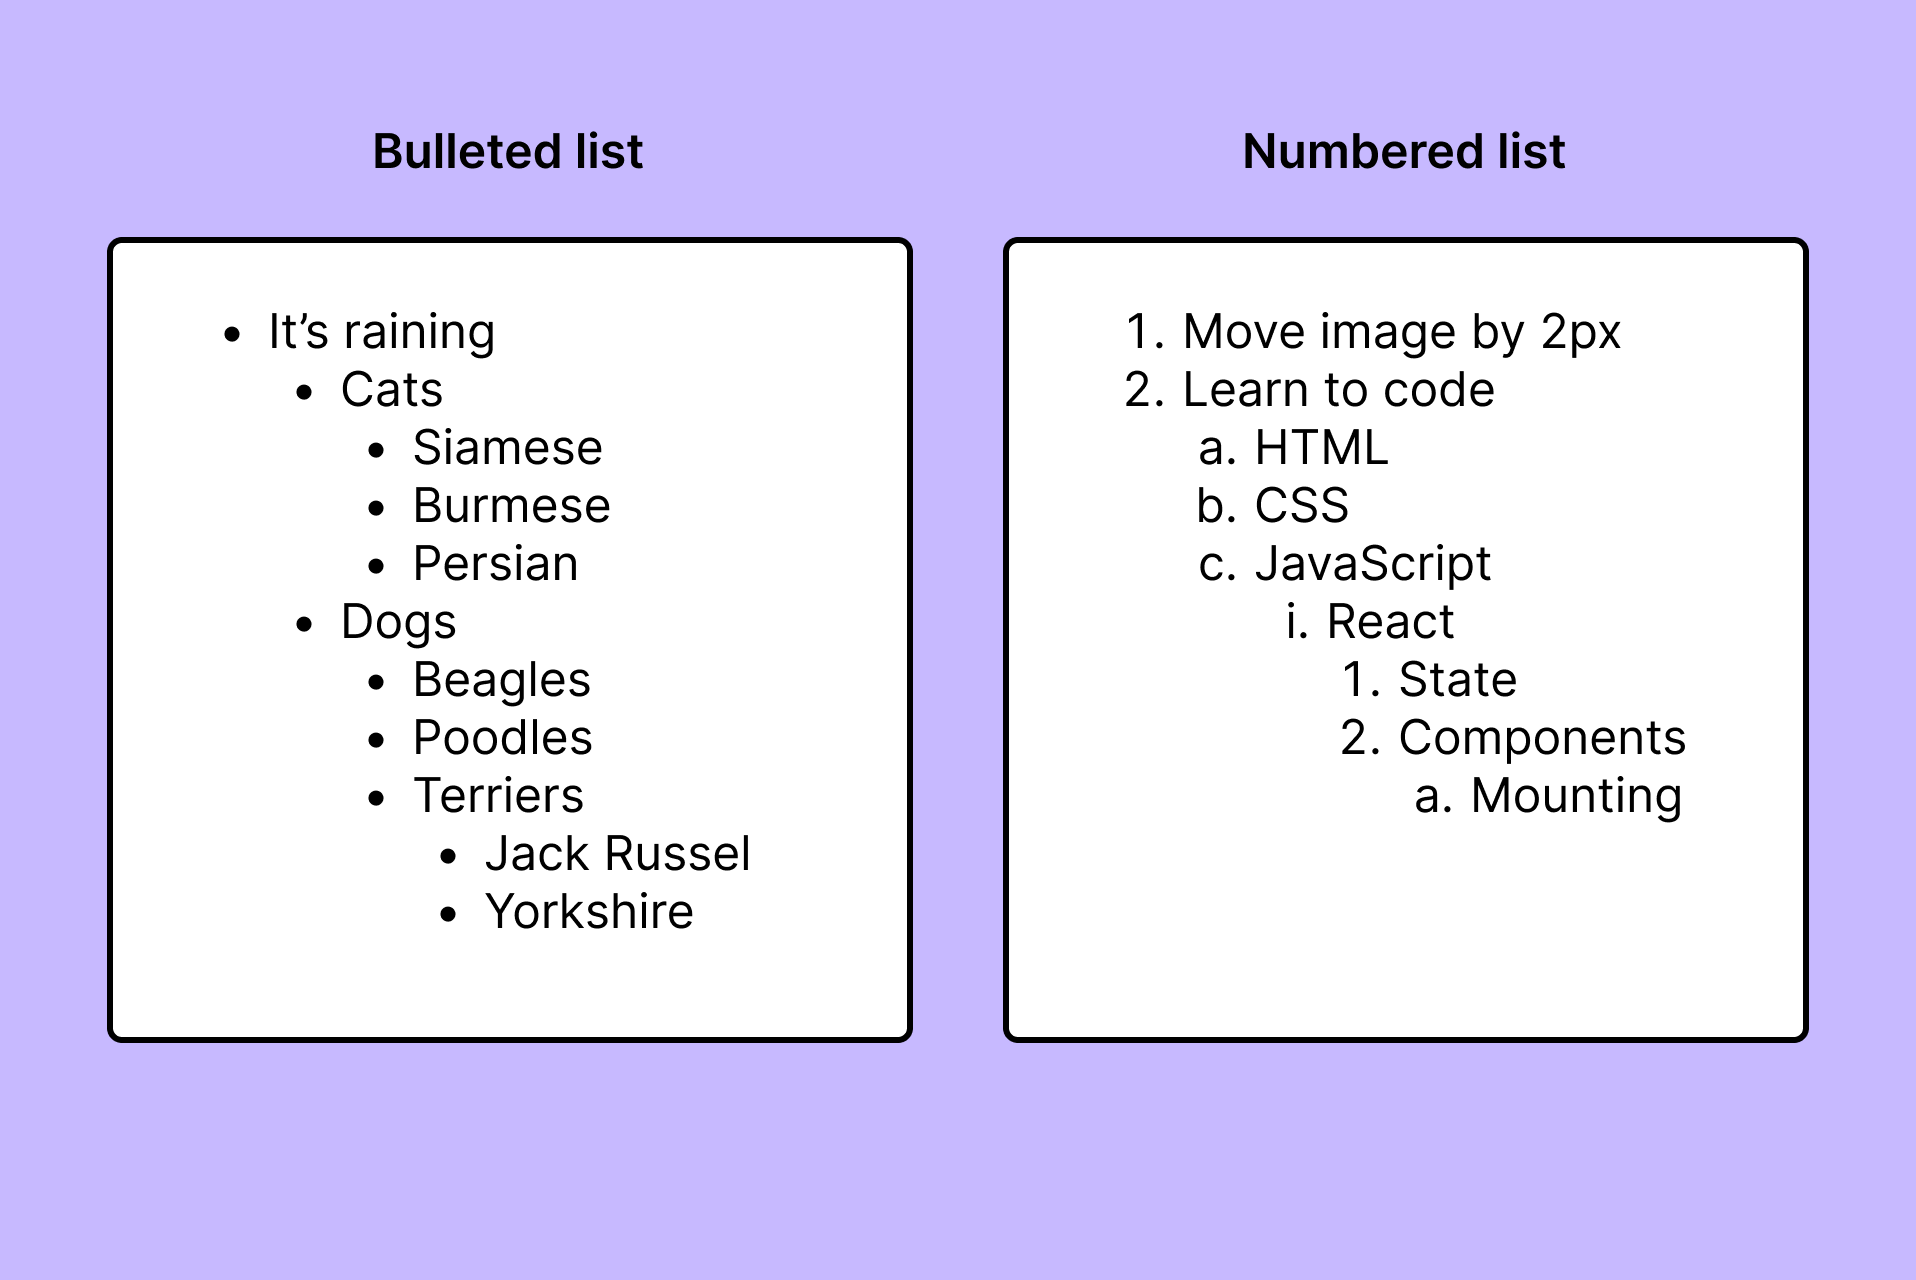 Bulleted list
• It’s raining
• Cats
• Siamese
• Burmese
• Persian
• Dogs
• Beagles
• Poodles
• Terriers
• Jack Russel
• Yorkshire
Numbered list
1. Move image by 2px
2. Learn to code
a. HTML
b. CSS
c. JavaScript
i. React
1. State
2. Components
a. Mounting